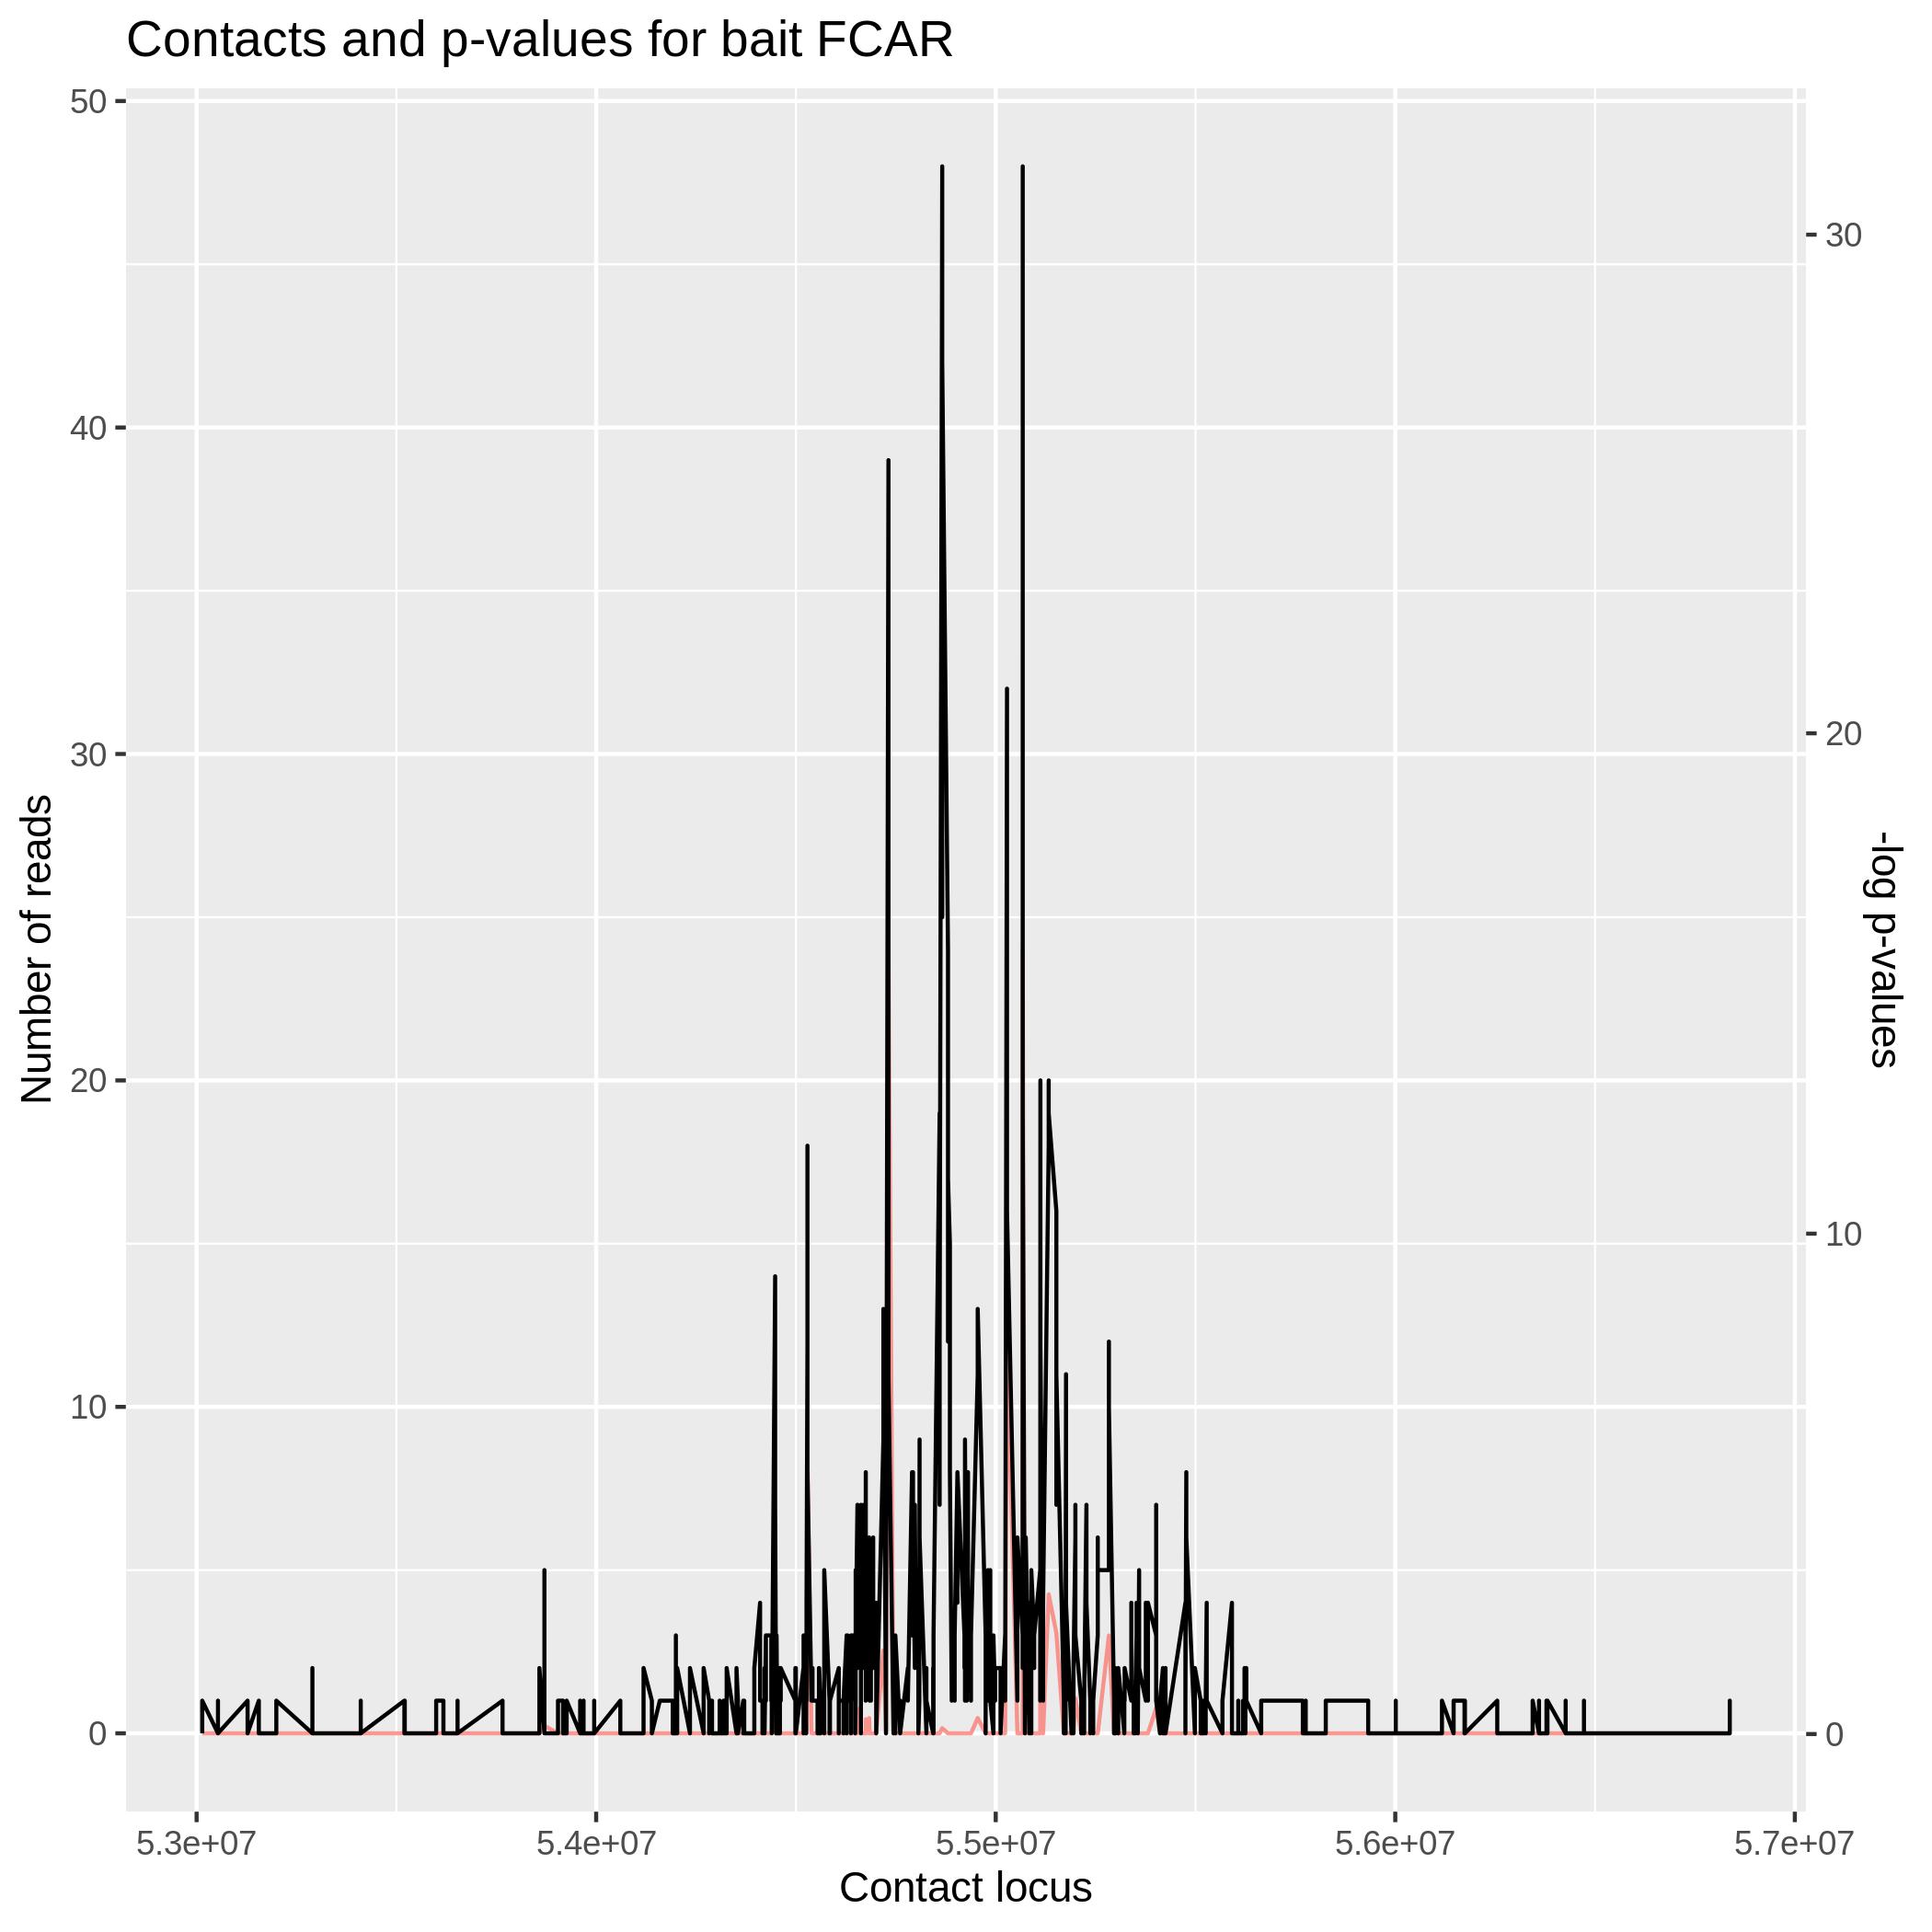 Contacts and p-values for bait FCAR
50
40
30
20
10
0
Number of reads
30
20
10
0
-log p-values
5.3e+07
5.4e+07
5.5e+07
5.6e+07
5.7e+07
Contact locus